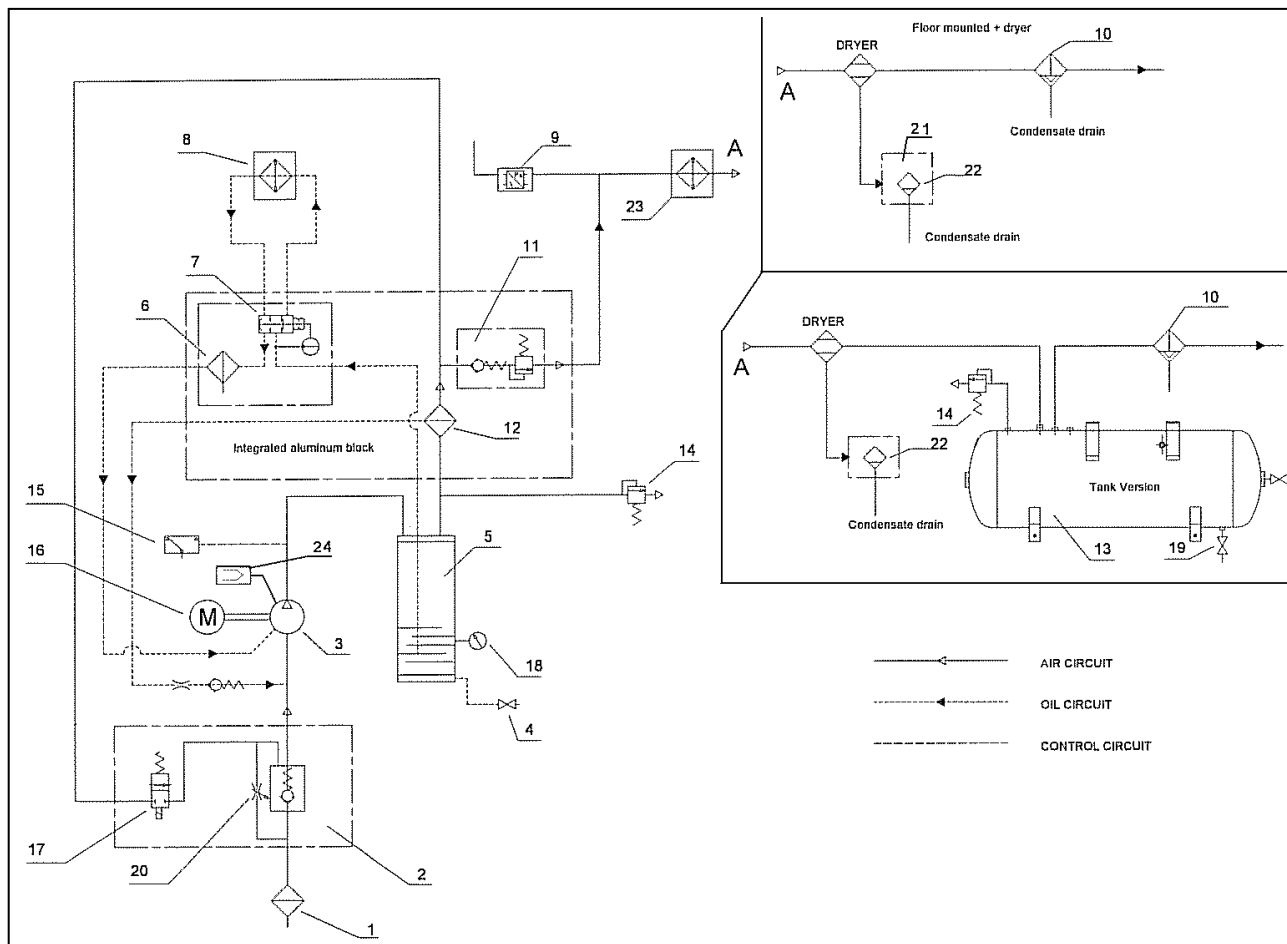 Floor mounted + dryer
10
DRYER
A
Condensate drain
21
22
Condensate drain
8
9
A
23
7
11
6
12
Integrated aluminum block
14
15
24
5
16
M
3
18
4
17
20
2
1
10
DRYER
A
14
22
Tank Version
Condensate drain
13
19
AIR CIRCUIT
OIL CIRCUIT
CONTROL CIRCUIT